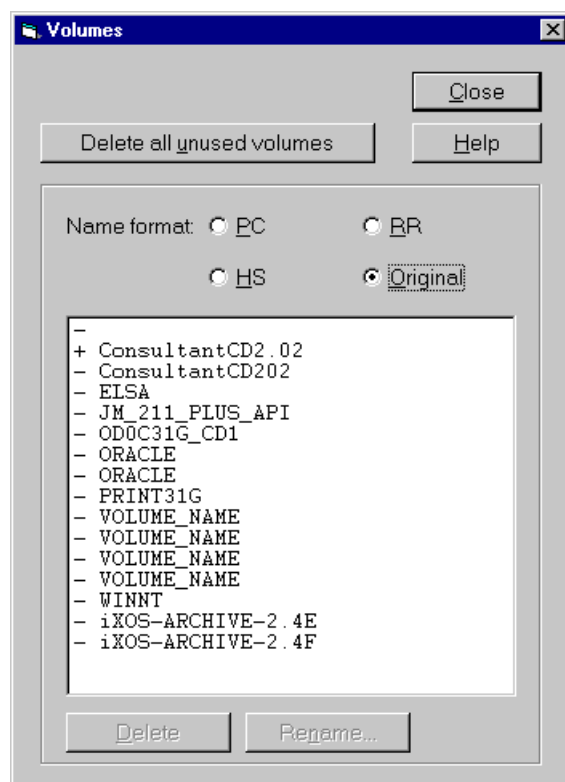 Volumes
Close
Delete all unused volumes
Help
Name format: PC RR
HS Original
-
+ ConsultantCD2.02
- ConsultantCD202
- ELSA
- JM_211_PLUS_API
- OD0C31G_CD1
- ORACLE
- ORACLE
- PRINT31G
- VOLUME_NAME
- VOLUME_NAME
- VOLUME_NAME
- VOLUME_NAME
- WINNT
- iXOS-ARCHIVE-2.4E
- iXOS-ARCHIVE-2.4F
Delete Rename...